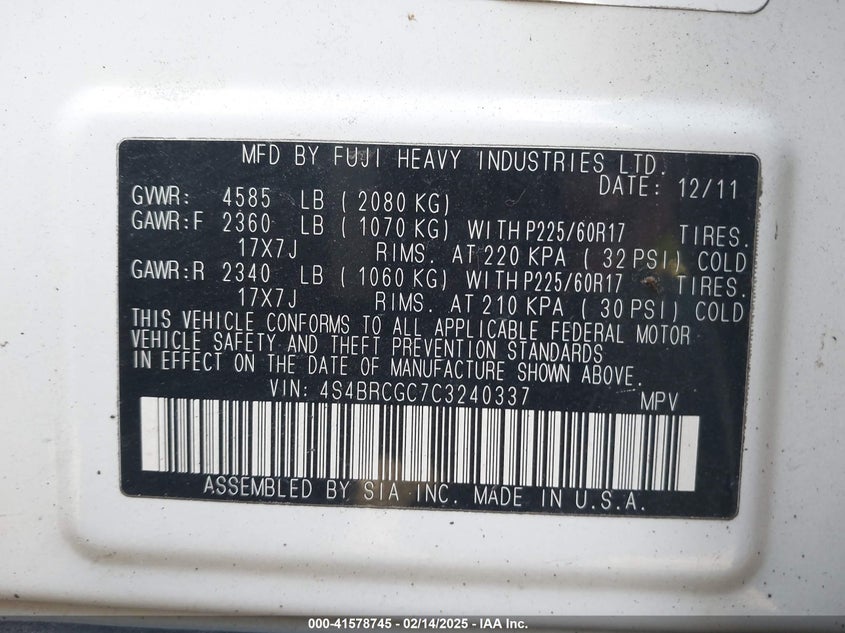 MFD BY FUJI HEAVY INDUSTRIES LTD.
DATE: 12/11
GVWR: 4585 LB ( 2080 KG)
GAWR:F 2360 LB ( 1070 KG) WITH P225/60R17 TIRES.
17X7J RIMS. AT 220 KPA ( 32 PSI) COLD
GAWR:R 2340 LB ( 1060 KG) WITH P225/60R17 TIRES.
17X7J RIMS. AT 210 KPA ( 30 PSI) COLD
THIS VEHICLE CONFORMS TO ALL APPLICABLE FEDERAL MOTOR
VEHICLE SAFETY AND THEFT PREVENTION STANDARDS
IN EFFECT ON THE DATE OF MANUFACTURE SHOWN ABOVE.
VIN: 4S4BRCGC7C3240337 MPV
ASSEMBLED BY SIA INC. MADE IN U.S.A.
000-41578745 - 02/14/2025 - IAA Inc.